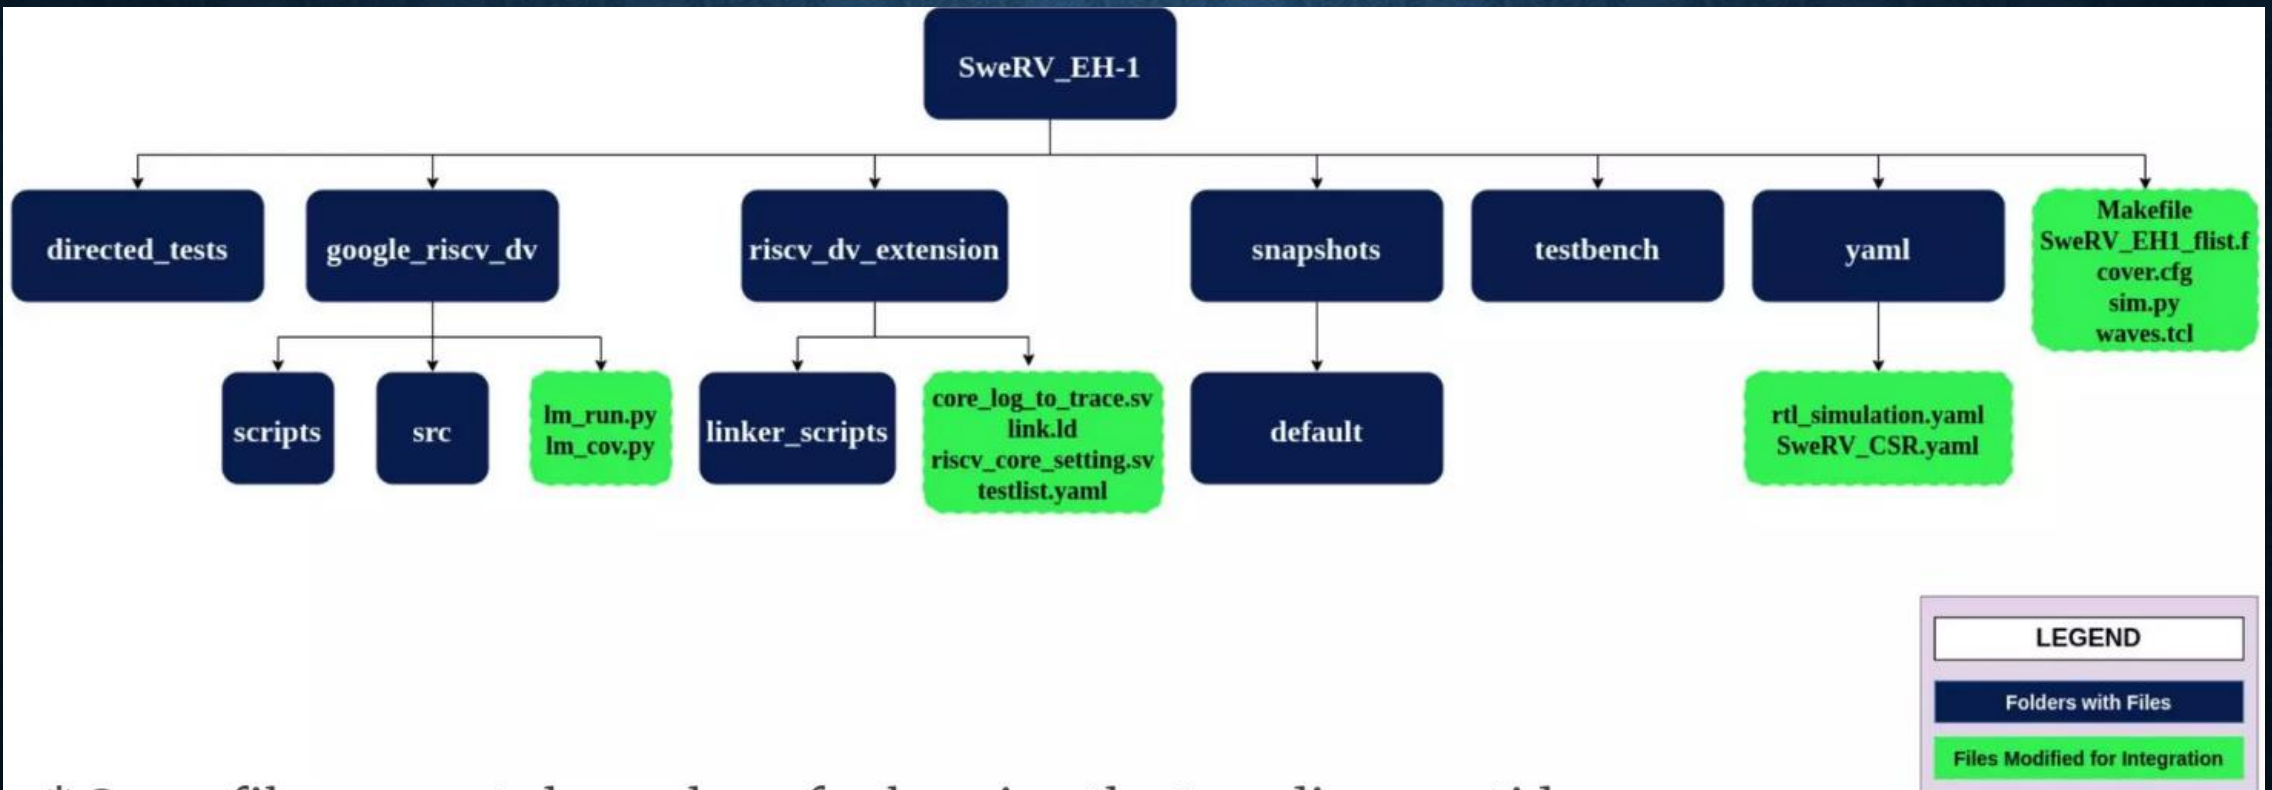 SweRV_EH-1
directed_tests
google_riscv_dv
riscv_dv_extension
snapshots
testbench
yaml
Makefile
SweRV_EH1_flist.f
cover.cfg
sim.py
waves.tcl
scripts
src
lm_run.py
lm_cov.py
linker_scripts
core_log_to_trace.sv
link.ld
riscv_core_setting.sv
testlist.yaml
default
rtl_simulation.yaml
SweRV_CSR.yaml
LEGEND
Folders with Files
Files Modified for Integration